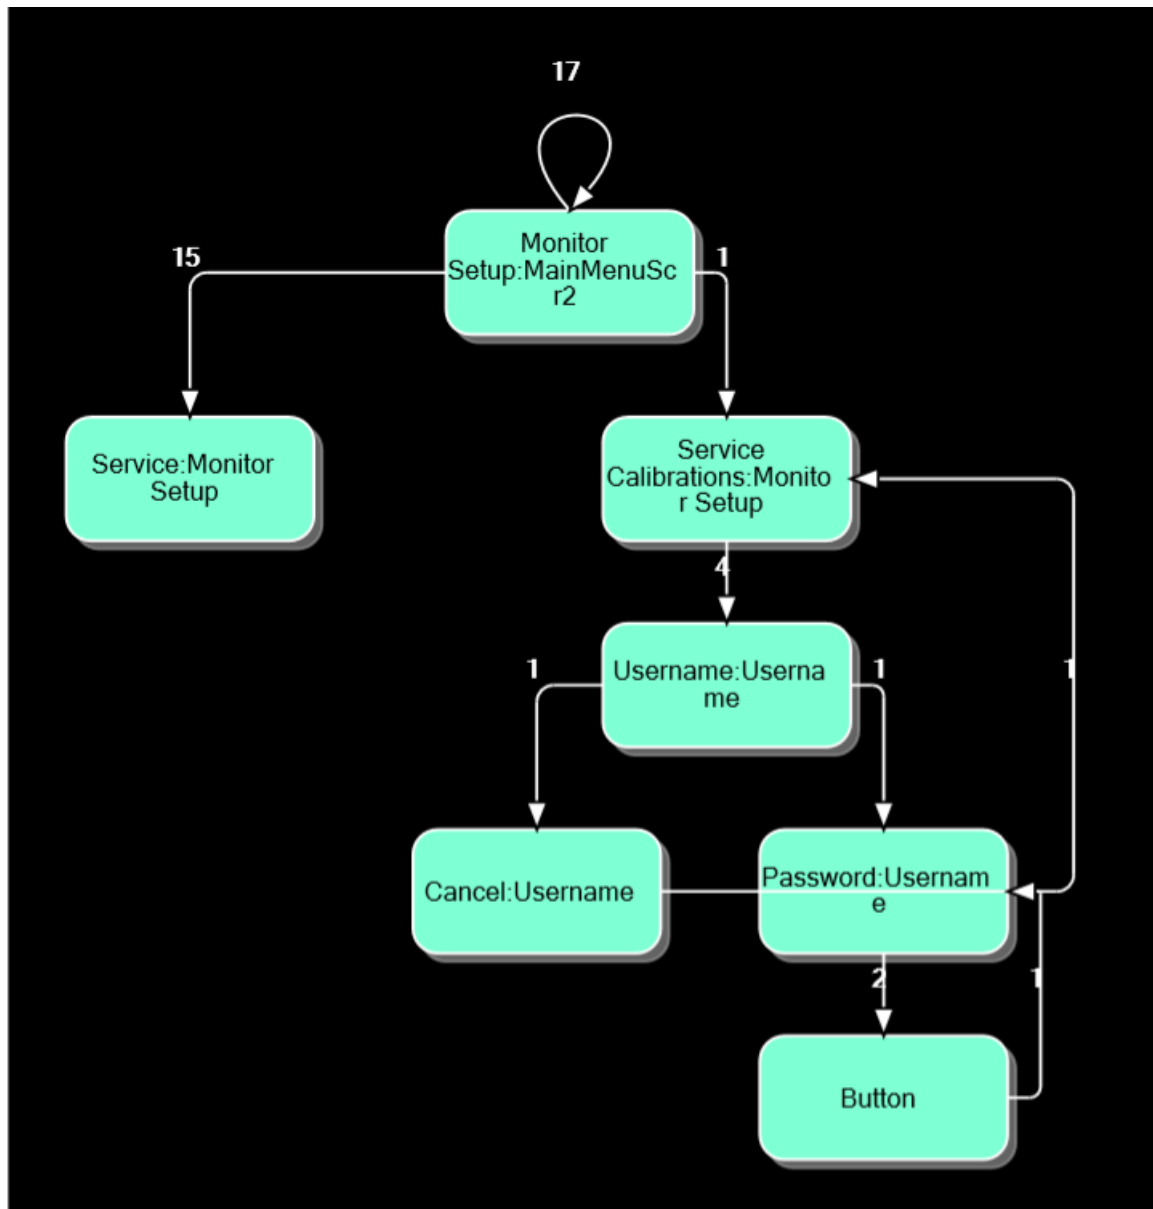 17
15
Monitor
Setup:MainMenuSc
r2
1
Service:Monitor
Setup
Service
Calibrations:Monito
r Setup
4
1
Username:Userna
me
1
1
Cancel:Username
Password:Usernam
e
2
1
Button